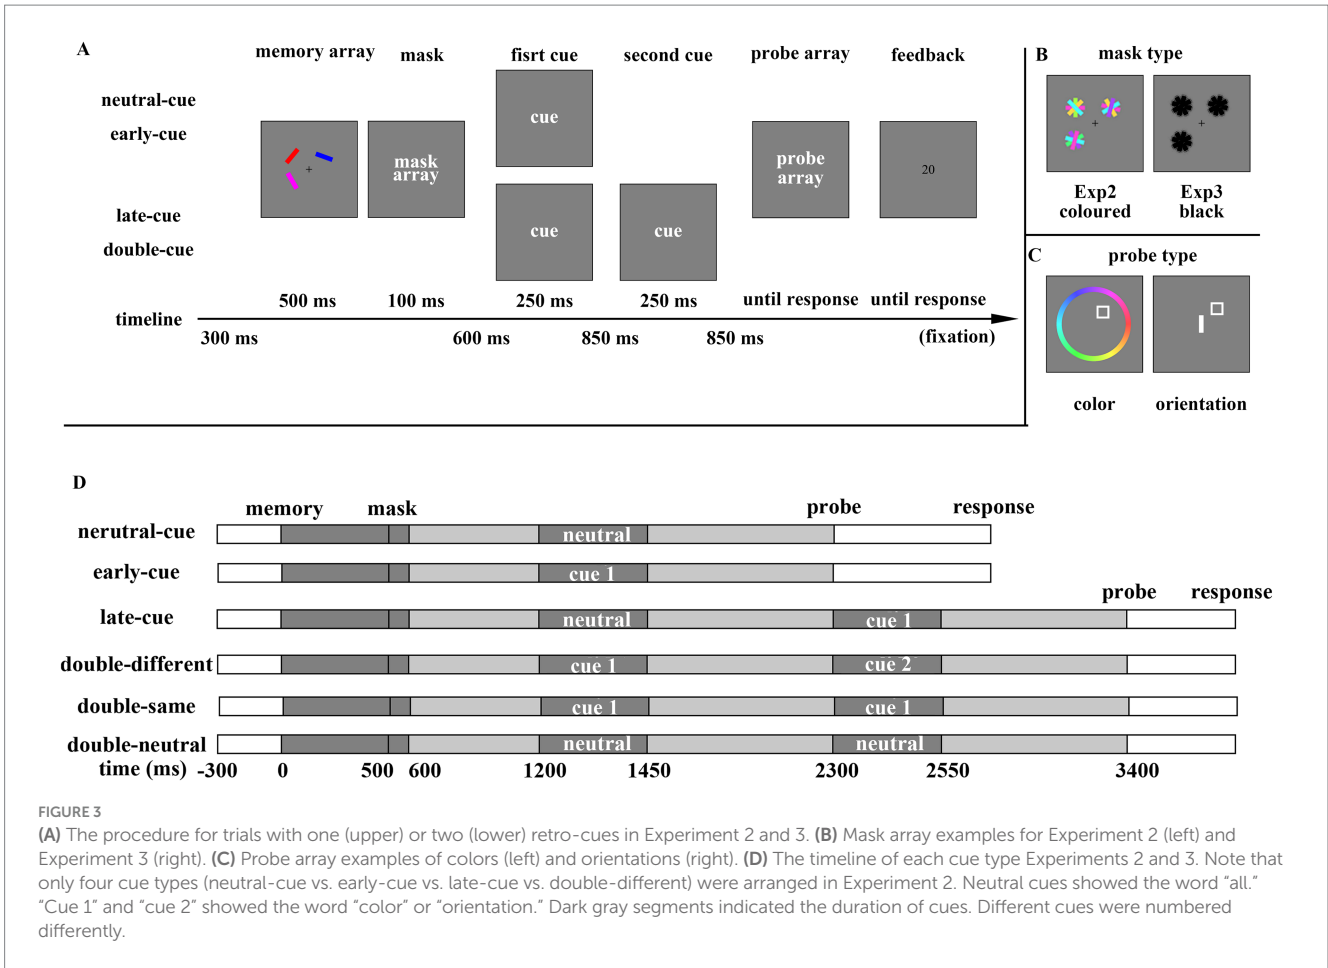 A
memory array
mask
fisrt cue
second cue
probe array
feedback
neutral-cue
early-cue
cue
mask
array
probe
array
20
late-cue
double-cue
cue
cue
500 ms
100 ms
250 ms
250 ms
until response
until response
timeline
300 ms
600 ms
850 ms
850 ms
(fixation)
B
mask type
Exp2
coloured
Exp3
black
C
probe type
color
orientation
D
memory
mask
probe
response
nerutral-cue
neutral
early-cue
cue 1
probe
response
late-cue
neutral
cue 1
double-different
cue 1
cue 2
double-same
cue 1
cue 1
double-neutral
neutral
neutral
time (ms)
-300
0
500
600
1200
1450
2300
2550
3400
FIGURE 3
(A) The procedure for trials with one (upper) or two (lower) retro-cues in Experiment 2 and 3. (B) Mask array examples for Experiment 2 (left) and
Experiment 3 (right). (C) Probe array examples of colors (left) and orientations (right). (D) The timeline of each cue type Experiments 2 and 3. Note that
only four cue types (neutral-cue vs. early-cue vs. late-cue vs. double-different) were arranged in Experiment 2. Neutral cues showed the word “all.”
“Cue 1” and “cue 2” showed the word “color” or “orientation.” Dark gray segments indicated the duration of cues. Different cues were numbered
differently.